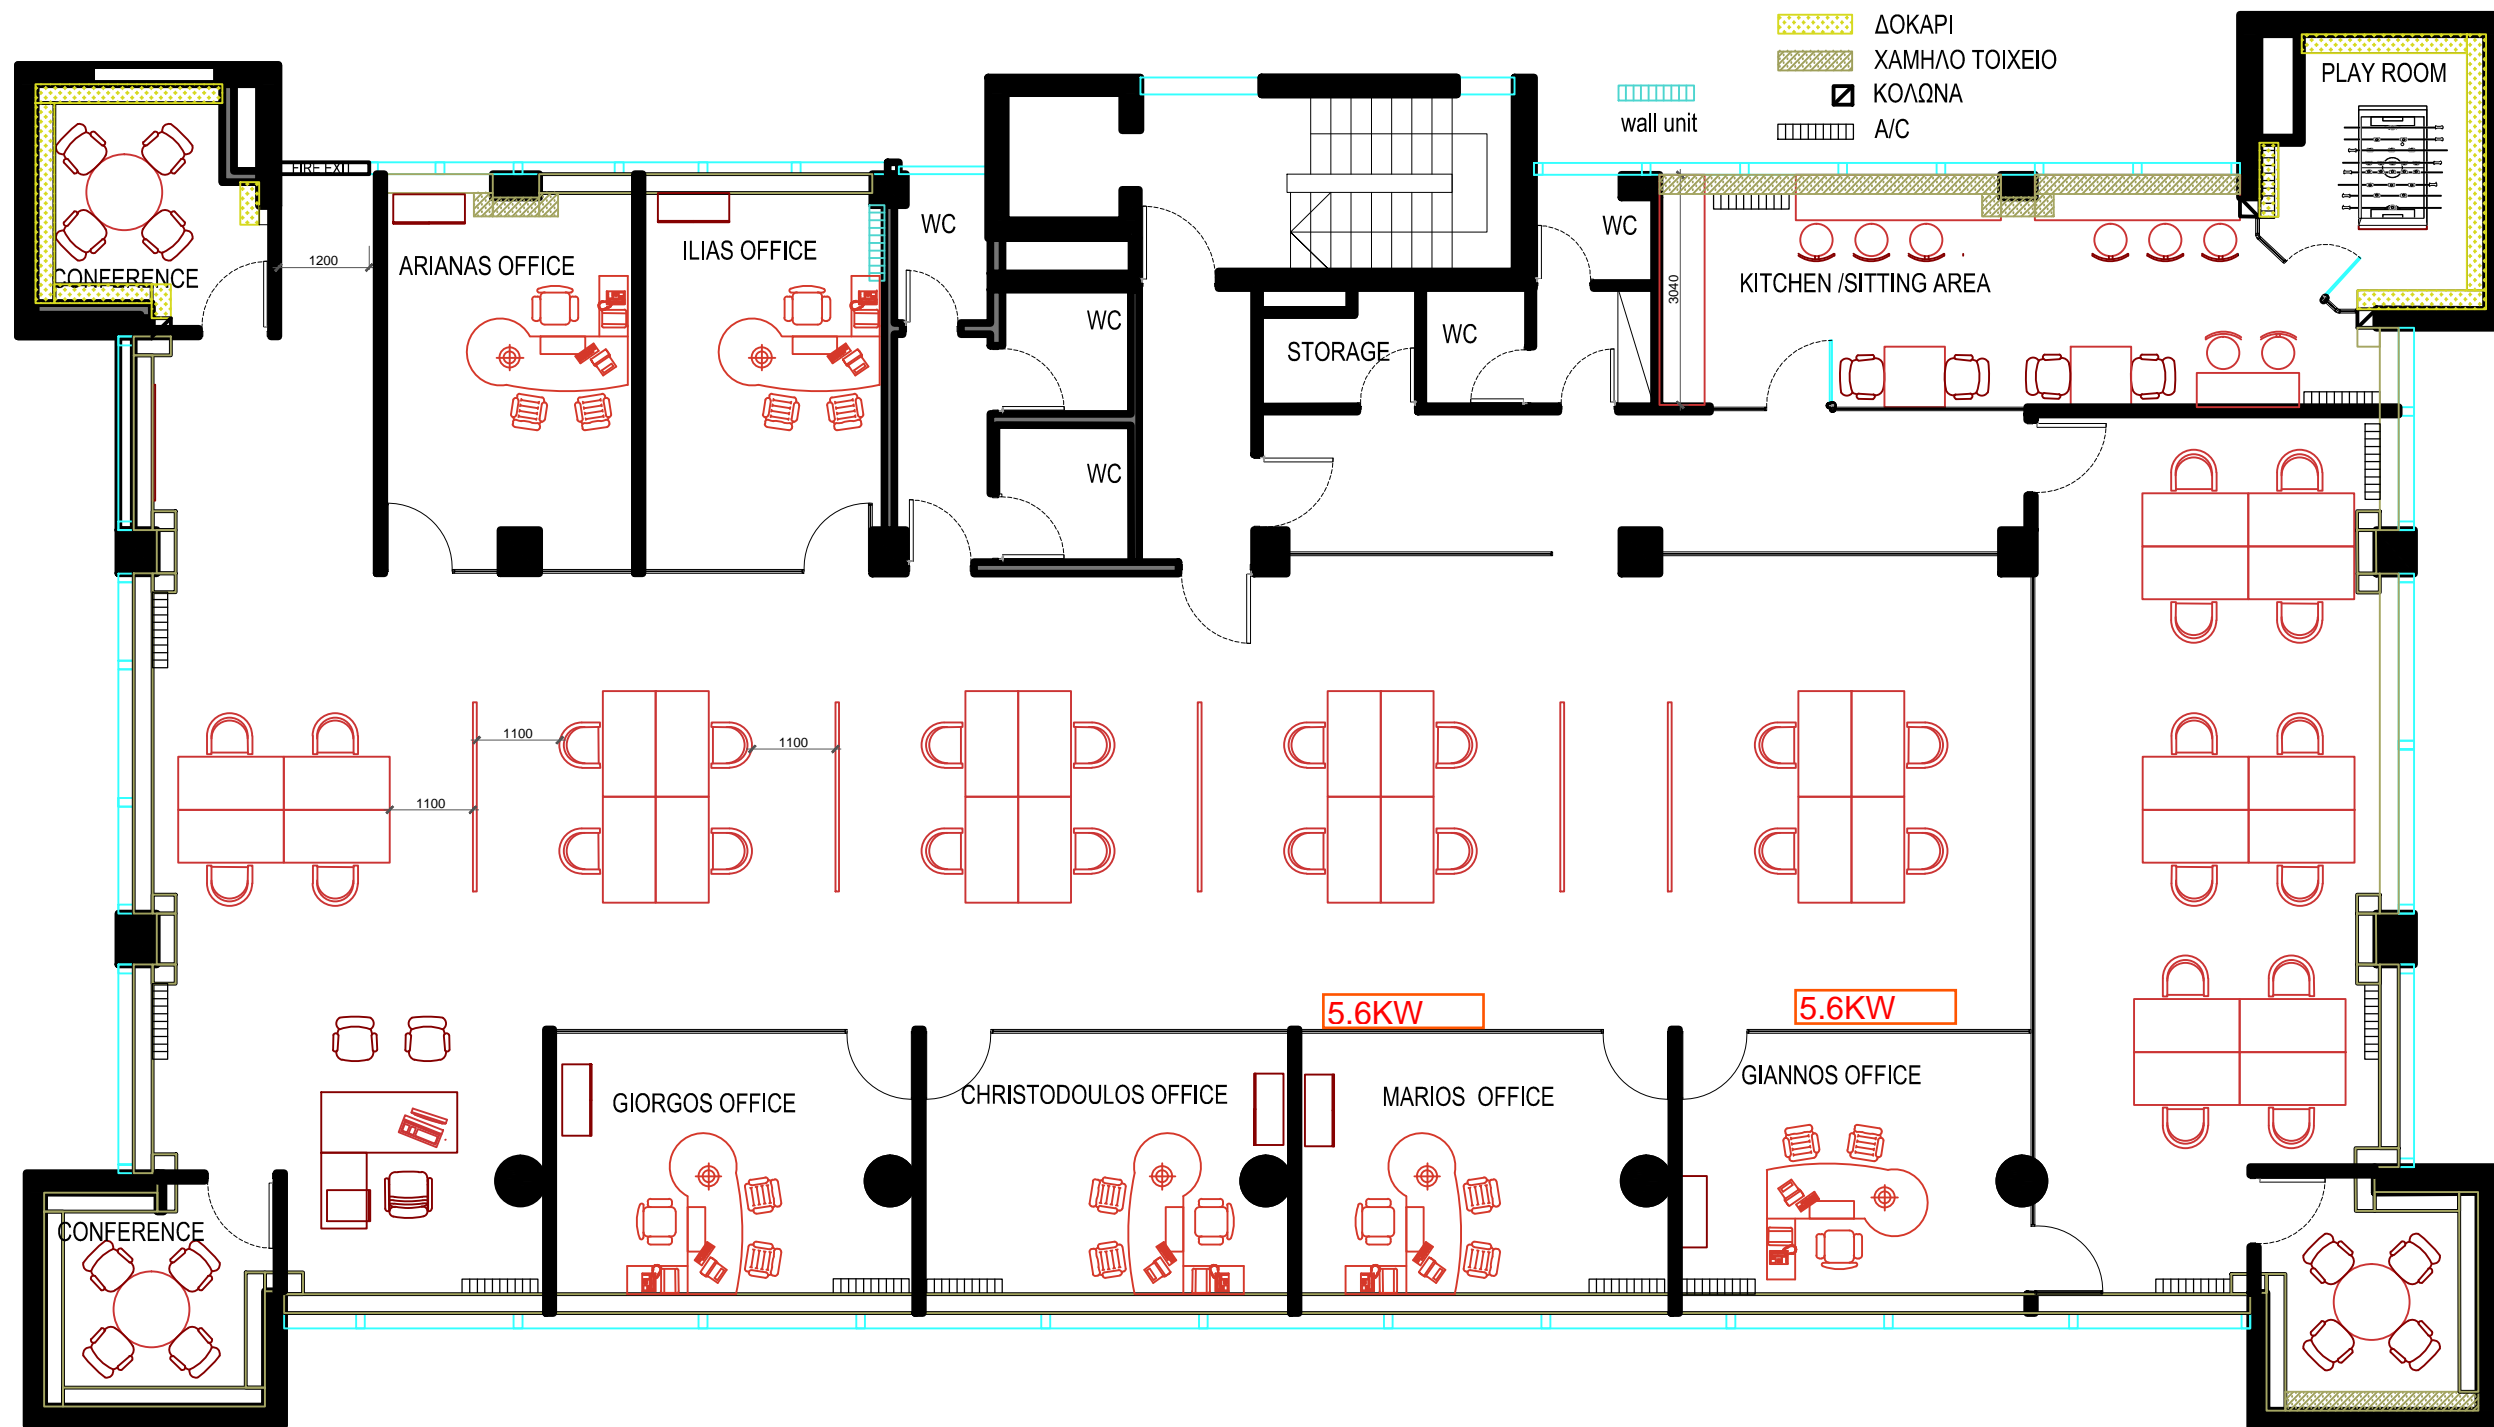 ΔΟΚΑΡΙ
ΧΑΜΗΛΟ ΤΟΙΧΕΙΟ
ΚΟΛΩΝΑ
A/C
wall unit
PLAY ROOM
FIRE EXIT
WC
WC
ILIAS OFFICE
ARIANAS OFFICE
1200
CONFERENCE
KITCHEN /SITTING AREA
3040
WC
WC
STORAGE
WC
1100
1100
1100
5.6KW
5.6KW
GIORGOS OFFICE
CHRISTODOULOS OFFICE
MARIOS OFFICE
GIANNOS OFFICE
CONFERENCE